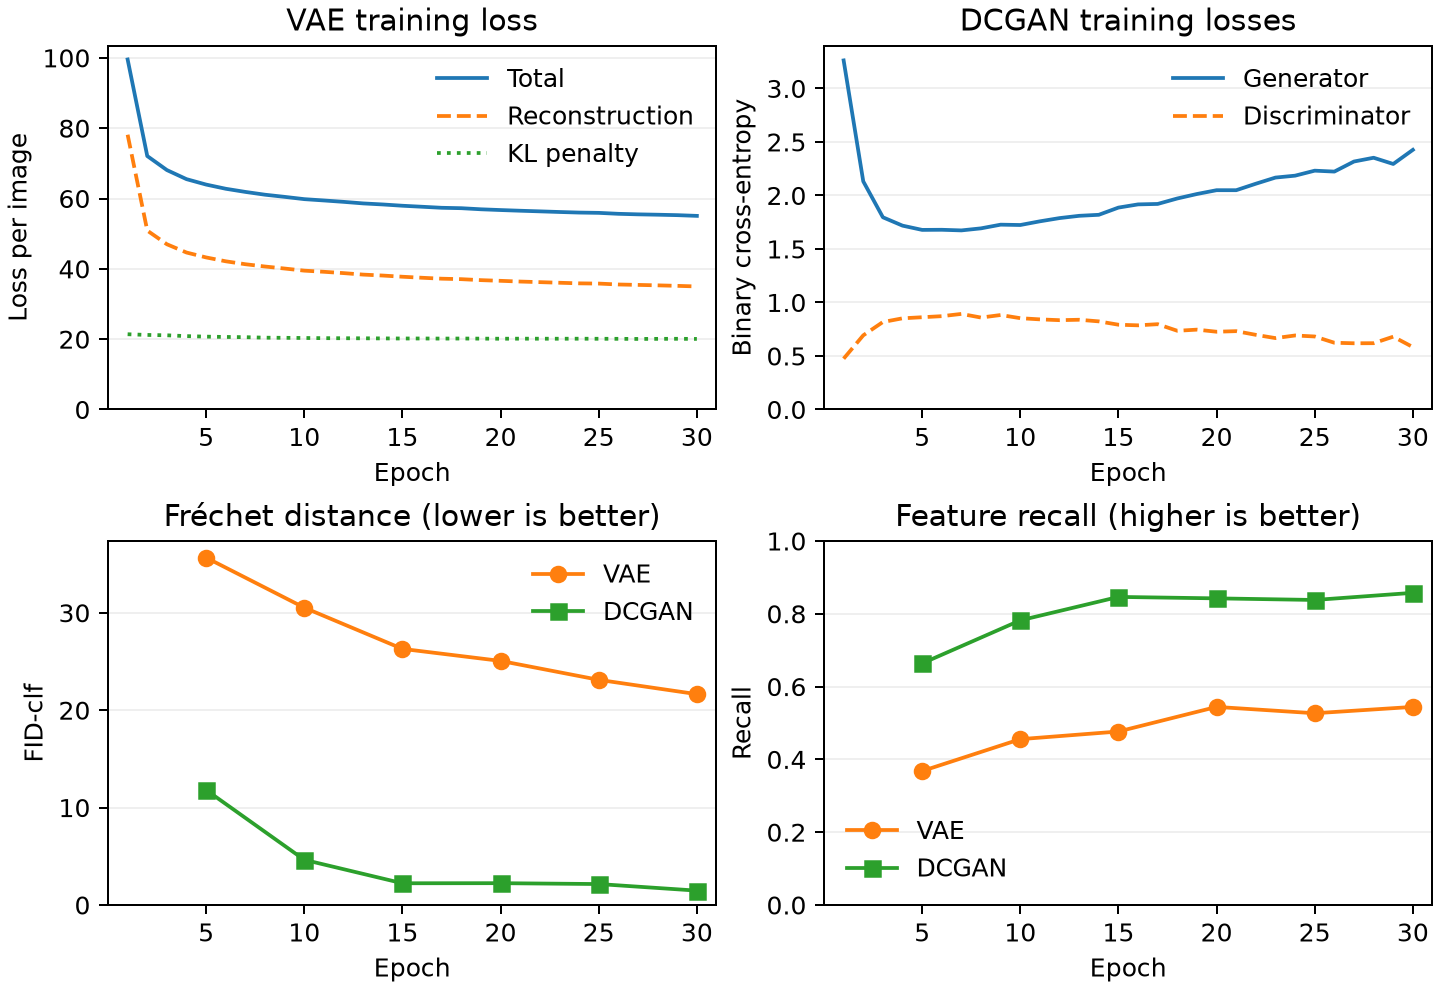 VAE training loss
100
80
60
40
20
0
Loss per image
Total
Reconstruction
KL penalty
5 10 15 20 25 30
Epoch
DCGAN training losses
3.0
2.5
2.0
1.5
1.0
0.5
0.0
Binary cross-entropy
Generator
Discriminator
5 10 15 20 25 30
Epoch
Fréchet distance (lower is better)
30
20
10
0
FID-clf
VAE
DCGAN
5 10 15 20 25 30
Epoch
Feature recall (higher is better)
1.0
0.8
0.6
0.4
0.2
0.0
Recall
VAE
DCGAN
5 10 15 20 25 30
Epoch